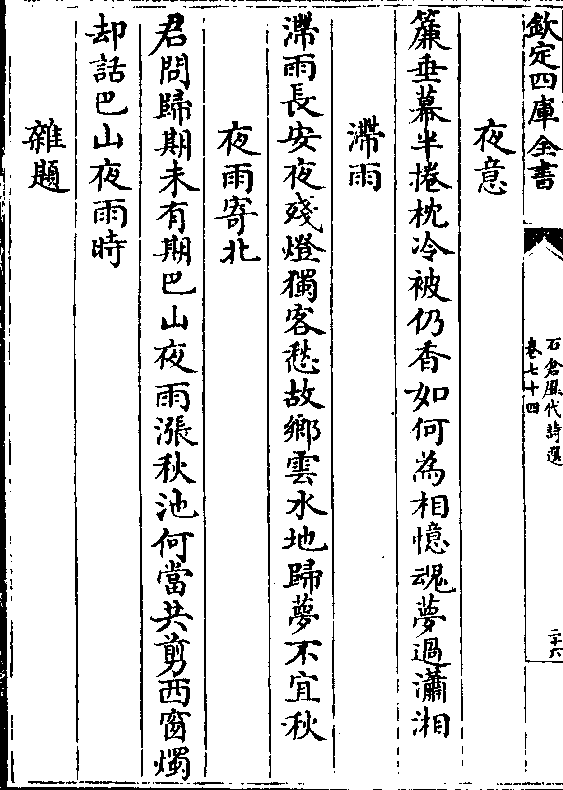 欽定四庫全書
石倉歷代詩選
卷七十四
二十六
夜意
簾垂幕半捲枕冷被仍香如何為相憶魂夢過瀟湘
滯雨
滯雨長安夜殘燈獨客愁故鄉雲水地歸夢不宜秋
夜雨寄北
君問歸期未有期巴山夜雨漲秋池何當共剪西窗燭
却話巴山夜雨時
雜題